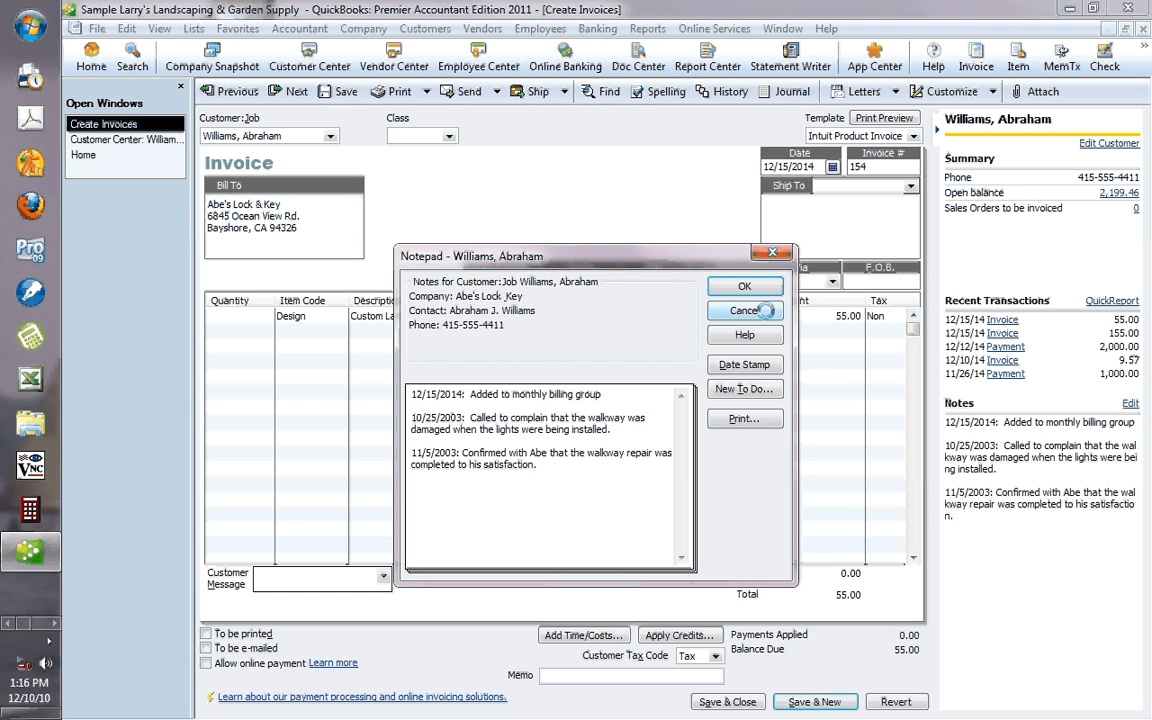 Sample Larry's Landscaping & Garden Supply - QuickBooks: Premier Accountant Edition 2011 - [Create Invoices]
File Edit View Lists Favorites Accountant Company Customers Vendors Employees Banking Reports Online Services Window Help
Home Search Company Snapshot Customer Center Vendor Center Employee Center Online Banking Doc Center Report Center Statement Writer App Center Help Invoice Item MemTx Check
Open Windows
Create Invoices
Customer Center: William...
Home
Previous Next Save Print Send Ship Find Spelling History Journal Letters Customize Attach
Customer:Job Class Template Print Preview
Williams, Abraham Intuit Product Invoice
Invoice
Date Invoice #
12/15/2014 154
Bill To Ship To
Abe's Lock & Key
6845 Ocean View Rd.
Bayshore, CA 94326
F.O.B.
Quantity Item Code Tax
Design Custom La 55.00 Non
Notepad - Williams, Abraham
Notes for Customer:Job Williams, Abraham
Company: Abe's Lock _Key
Contact: Abraham J. Williams
Phone: 415-555-4411
OK
Cancel
Help
Date Stamp
New To Do...
Print...
12/15/2014: Added to monthly billing group
10/25/2003: Called to complain that the walkway was
damaged when the lights were being installed.
11/5/2003: Confirmed with Abe that the walkway repair was
completed to his satisfaction.
Customer
Message
0.00
Total 55.00
To be printed
To be e-mailed
Allow online payment Learn more
Add Time/Costs... Apply Credits... Payments Applied 0.00
Customer Tax Code Tax Balance Due 55.00
Memo
Learn about our payment processing and online invoicing solutions.
Save & Close Save & New Revert
Williams, Abraham
Edit Customer
Summary
Phone 415-555-4411
Open balance 2,199.46
Sales Orders to be invoiced 0
Recent Transactions QuickReport
12/15/14 Invoice 55.00
12/15/14 Invoice 155.00
12/12/14 Payment 2,000.00
12/10/14 Invoice 9.57
11/26/14 Payment 1,000.00
Notes Edit
12/15/2014: Added to monthly billing group
10/25/2003: Called to complain that the wal
kway was damaged when the lights were bei
ng installed.
11/5/2003: Confirmed with Abe that the wal
kway repair was completed to his satisfactio
n.
Pro
09
VNC
1:16 PM
12/10/10